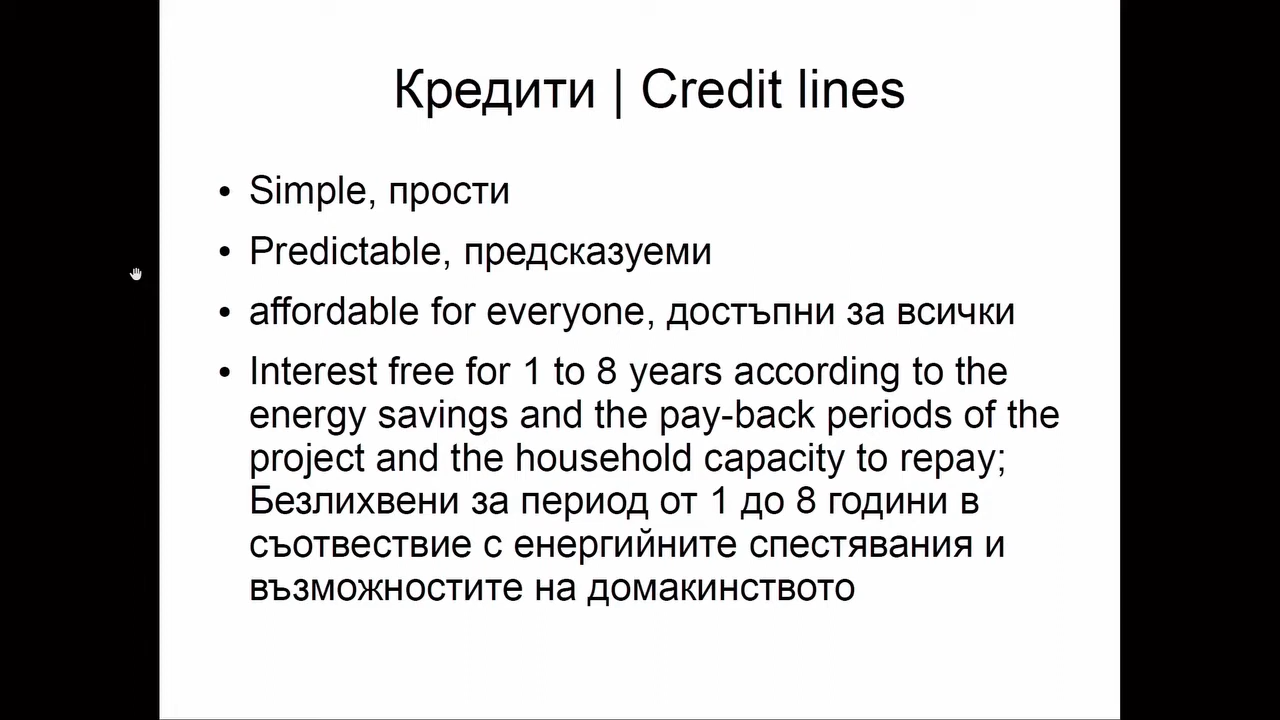 Кредити | Credit lines
• Simple, прости
• Predictable, предсказуеми
• affordable for everyone, достъпни за всички
• Interest free for 1 to 8 years according to the
energy savings and the pay-back periods of the
project and the household capacity to repay;
Безлихвени за период от 1 до 8 години в
съотвествие с енергийните спестявания и
възможностите на домакинството